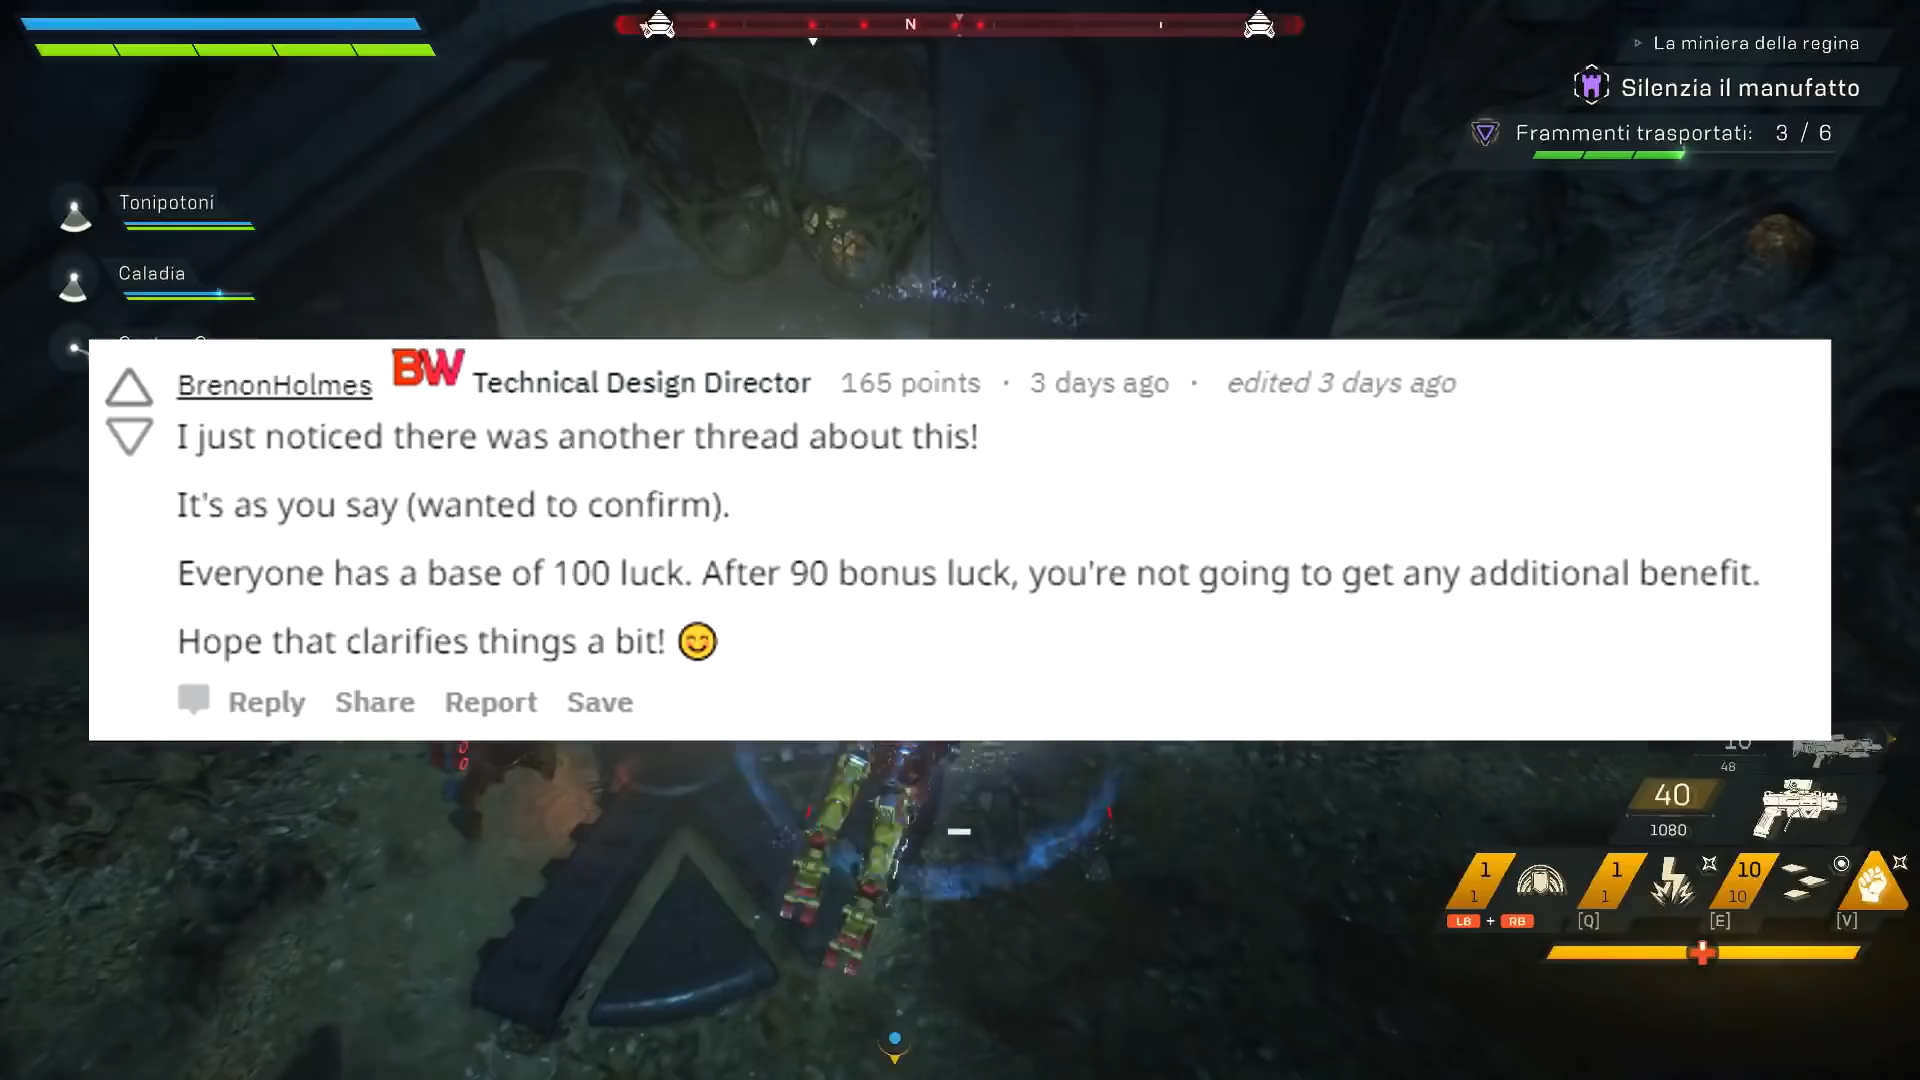 N
La miniera della regina
Silenzia il manufatto
Frammenti trasportati: 3 / 6
Tonipotoni
Caladia
BrenonHolmes BW Technical Design Director 165 points · 3 days ago · edited 3 days ago
I just noticed there was another thread about this!
It's as you say (wanted to confirm).
Everyone has a base of 100 luck. After 90 bonus luck, you're not going to get any additional benefit.
Hope that clarifies things a bit! 😊
Reply Share Report Save
0
0
10
48
40
1080
1 1 10
1 1 10
LB + RB [Q] [E] [V]